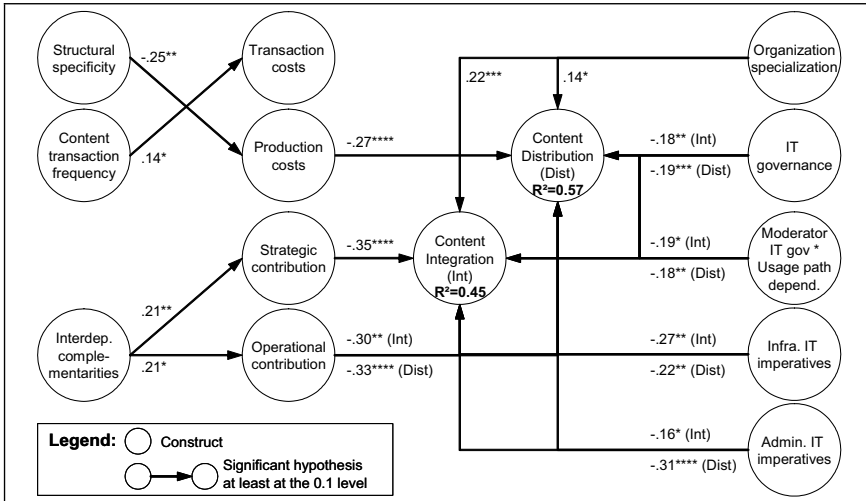 Structural
specificity
-.25**
Transaction
costs
Organization
specialization
.22***
.14*
Content
transaction
frequency
.14*
Production
costs
-.27****
Content
Distribution
(Dist)
R²=0.57
-.18** (Int)
-.19*** (Dist)
IT
governance
Strategic
contribution
-.35****
Content
Integration
(Int)
R²=0.45
-.19* (Int)
-.18** (Dist)
Moderator
IT gov *
Usage path
depend.
.21**
Interdep.
comple-
mentarities
.21*
Operational
contribution
-.30** (Int)
-.33**** (Dist)
-.27** (Int)
-.22** (Dist)
Infra. IT
imperatives
-.16* (Int)
-.31**** (Dist)
Admin. IT
imperatives
Legend:
Construct
Significant hypothesis
at least at the 0.1 level